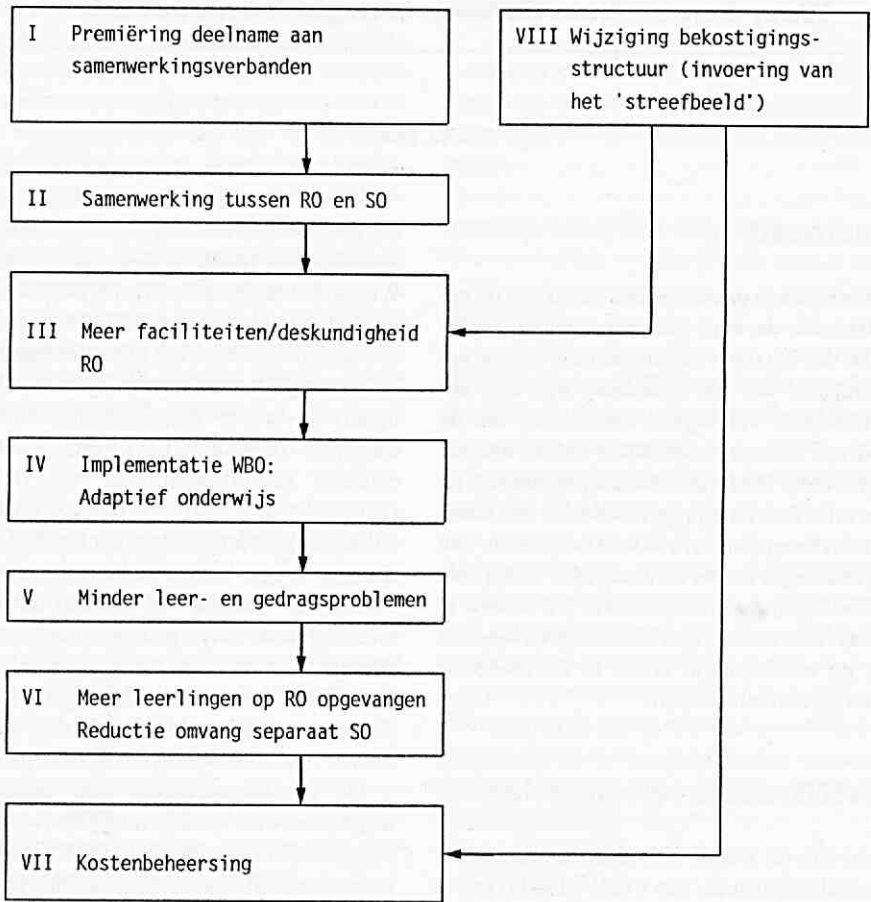 I Premiëring deelname aan
samenwerkingsverbanden
VIII Wijziging bekostigings-
structuur (invoering van
het 'streefbeeld')
II Samenwerking tussen RO en SO
III Meer faciliteiten/deskundigheid
RO
IV Implementatie WBO:
Adaptief onderwijs
V Minder leer- en gedragsproblemen
VI Meer leerlingen op RO opgevangen
Reductie omvang separaat SO
VII Kostenbeheersing